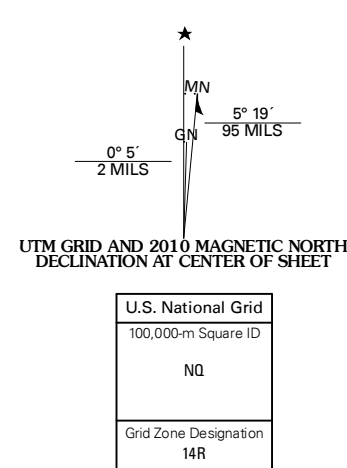 MN
5° 19´
95 MILS
GN
0° 5´
2 MILS
UTM GRID AND 2010 MAGNETIC NORTH
DECLINATION AT CENTER OF SHEET
U.S. National Grid
100,000-m Square ID
NQ
Grid Zone Designation
14R